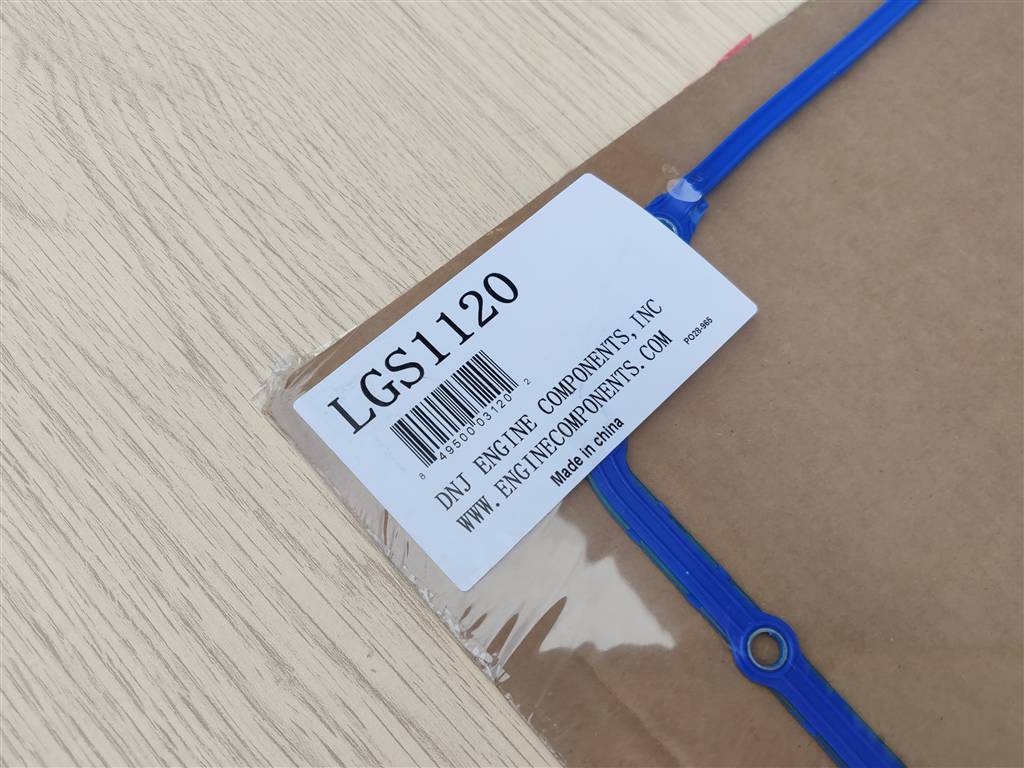 LGS1120
8 49500 03120 2
DNJ ENGINE COMPONENTS,INC
WWW.ENGINECOMPONENTS.COM
Made in china
PO28-965